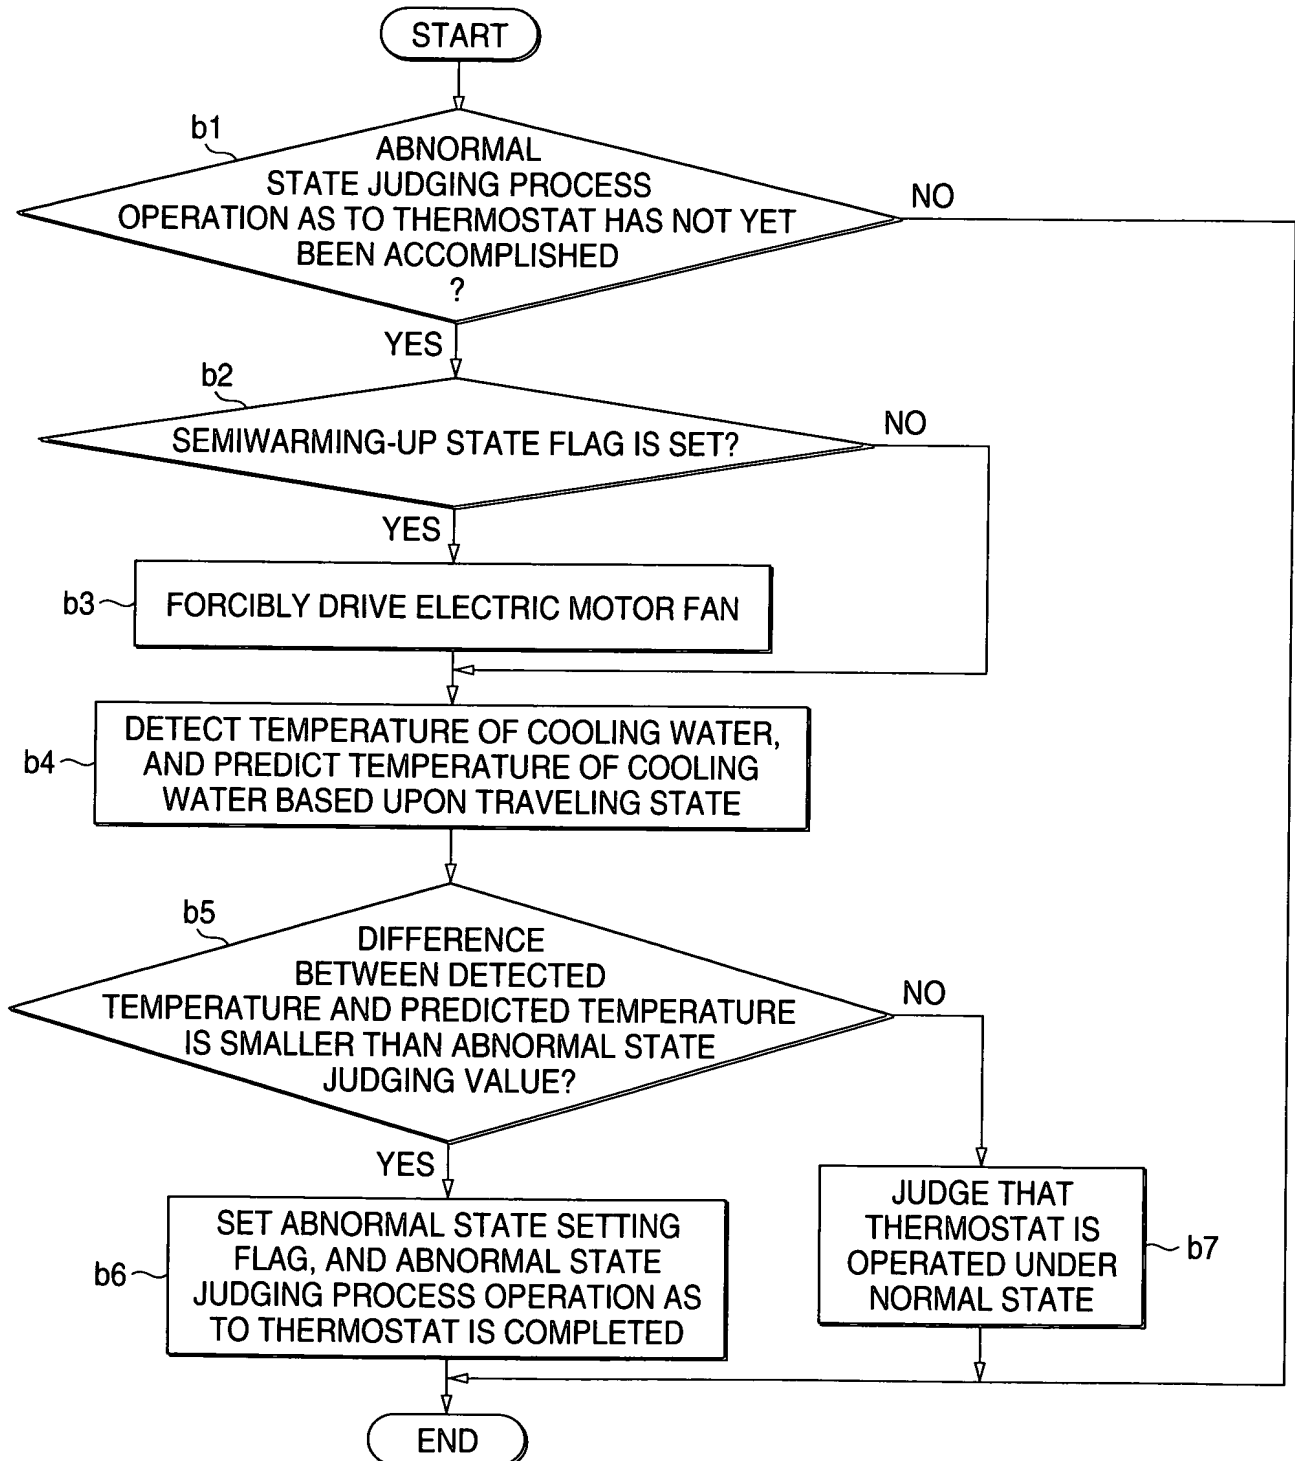 START
b1
ABNORMAL
STATE JUDGING PROCESS
OPERATION AS TO THERMOSTAT HAS NOT YET
BEEN ACCOMPLISHED
?
NO
YES
b2
SEMIWARMING-UP STATE FLAG IS SET?
NO
YES
b3
FORCIBLY DRIVE ELECTRIC MOTOR FAN
b4
DETECT TEMPERATURE OF COOLING WATER,
AND PREDICT TEMPERATURE OF COOLING
WATER BASED UPON TRAVELING STATE
b5
DIFFERENCE
BETWEEN DETECTED
TEMPERATURE AND PREDICTED TEMPERATURE
IS SMALLER THAN ABNORMAL STATE
JUDGING VALUE?
NO
YES
b6
SET ABNORMAL STATE SETTING
FLAG, AND ABNORMAL STATE
JUDGING PROCESS OPERATION AS
TO THERMOSTAT IS COMPLETED
JUDGE THAT
THERMOSTAT IS
OPERATED UNDER
NORMAL STATE
b7
END